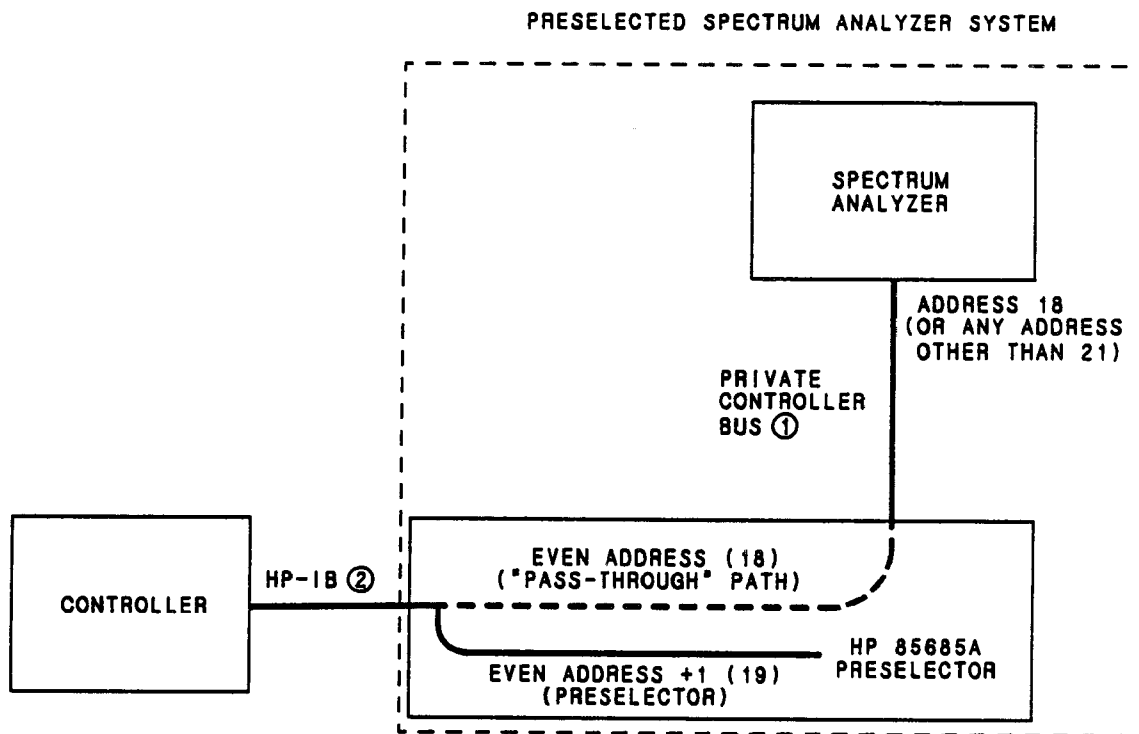 PRESELECTED SPECTRUM ANALYZER SYSTEM
SPECTRUM
ANALYZER
ADDRESS 18
(OR ANY ADDRESS
OTHER THAN 21)
PRIVATE
CONTROLLER
BUS ①
CONTROLLER
HP-IB ②
EVEN ADDRESS (18)
("PASS-THROUGH" PATH)
HP 85685A
PRESELECTOR
EVEN ADDRESS +1 (19)
(PRESELECTOR)